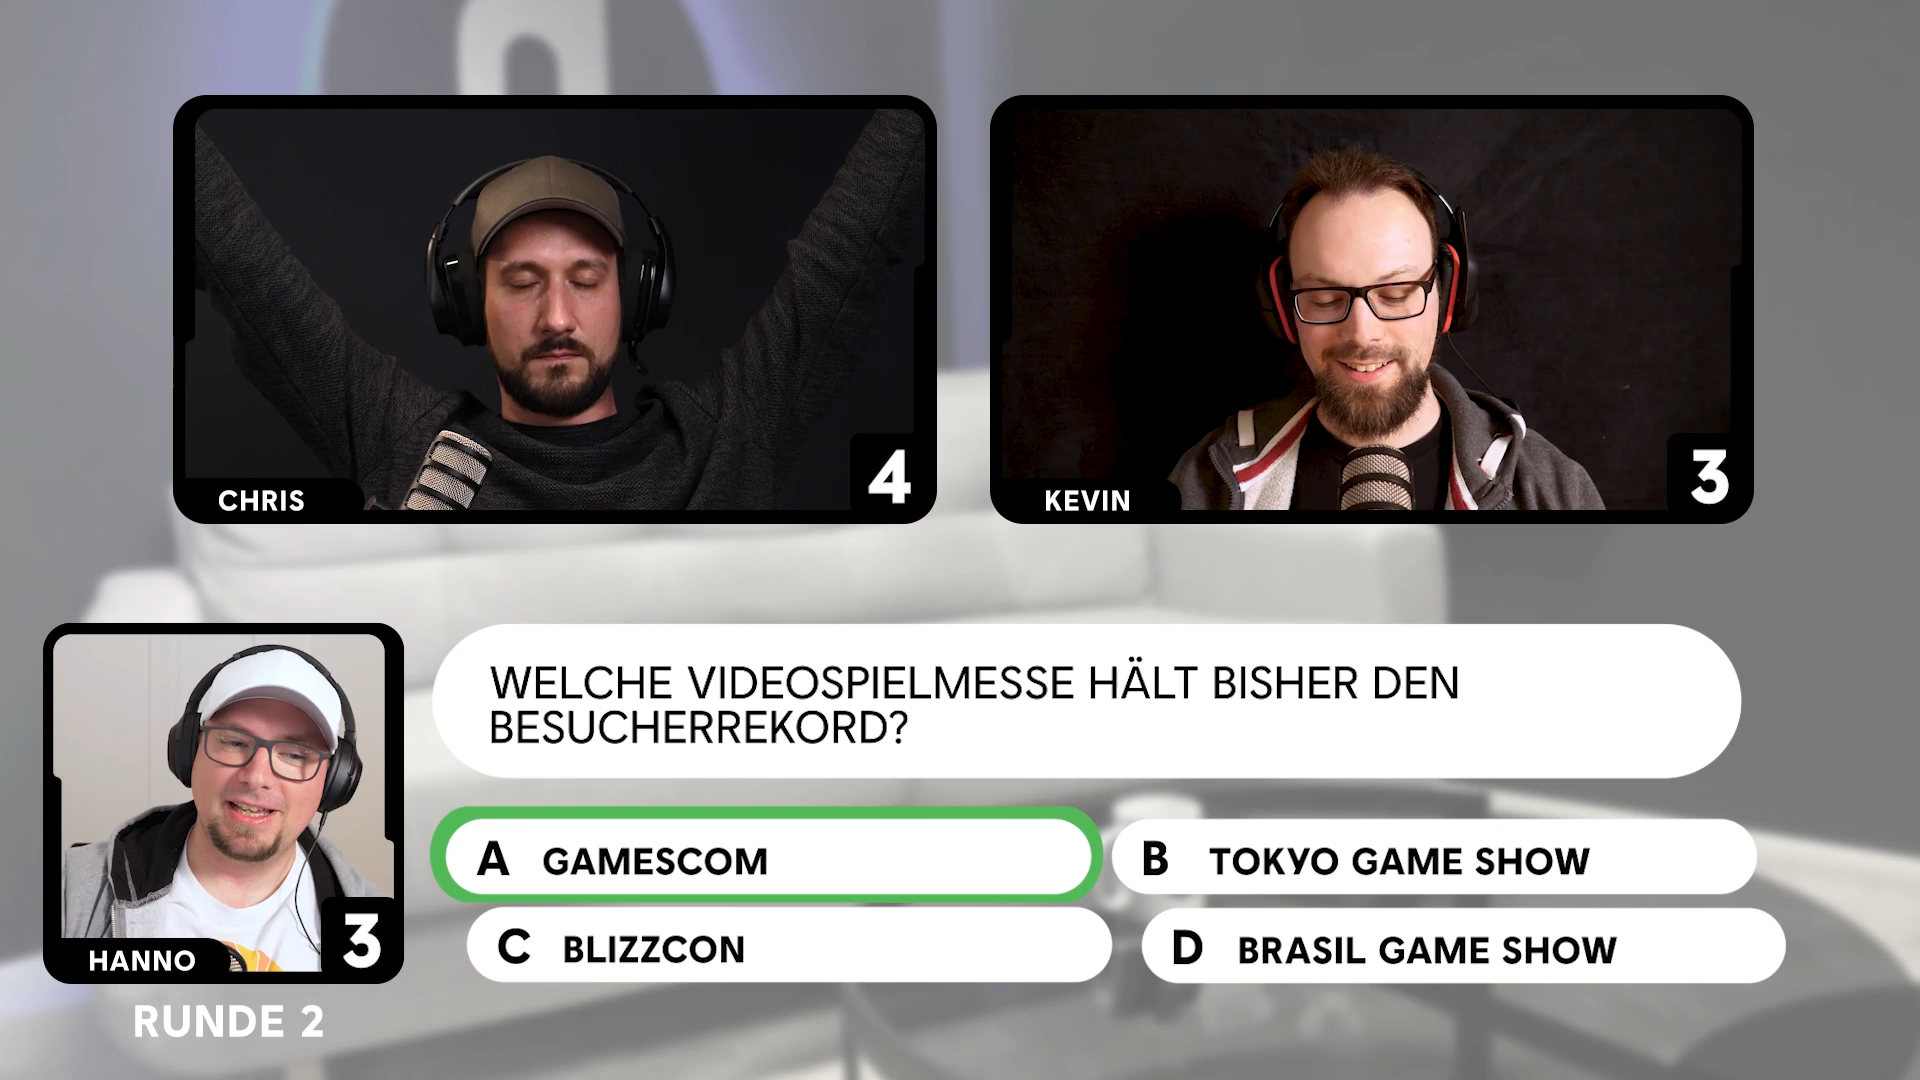 CHRIS
4
KEVIN
3
WELCHE VIDEOSPIELMESSE HÄLT BISHER DEN
BESUCHERREKORD?
A GAMESCOM
B TOKYO GAME SHOW
C BLIZZCON
D BRASIL GAME SHOW
HANNO
3
RUNDE 2